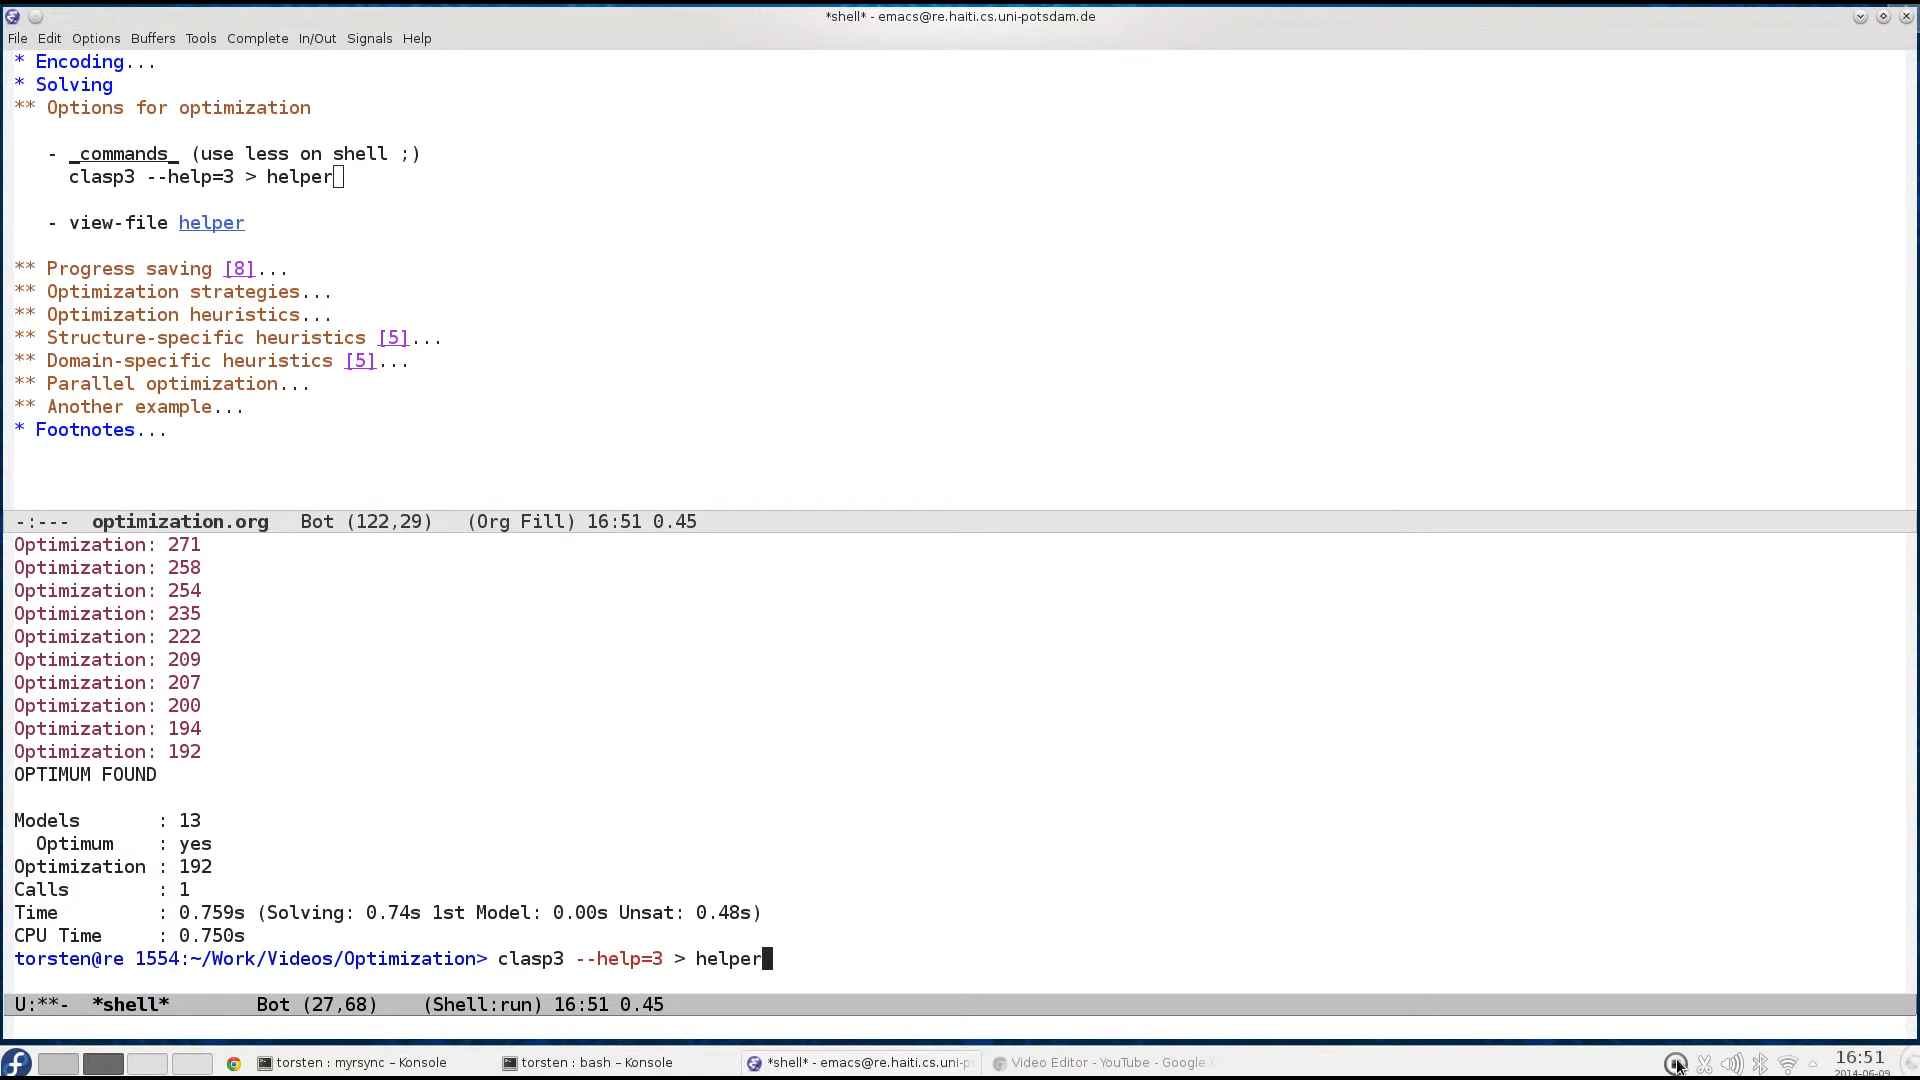 *shell* - emacs@re.haiti.cs.uni-potsdam.de
File Edit Options Buffers Tools Complete In/Out Signals Help
* Encoding...
* Solving
** Options for optimization
- _commands_ (use less on shell ;)
clasp3 --help=3 > helper
- view-file helper
** Progress saving [8]...
** Optimization strategies...
** Optimization heuristics...
** Structure-specific heuristics [5]...
** Domain-specific heuristics [5]...
** Parallel optimization...
** Another example...
* Footnotes...
-:--- optimization.org Bot (122,29) (Org Fill) 16:51 0.45
Optimization: 271
Optimization: 258
Optimization: 254
Optimization: 235
Optimization: 222
Optimization: 209
Optimization: 207
Optimization: 200
Optimization: 194
Optimization: 192
OPTIMUM FOUND
Models : 13
Optimum : yes
Optimization : 192
Calls : 1
Time : 0.759s (Solving: 0.74s 1st Model: 0.00s Unsat: 0.48s)
CPU Time : 0.750s
torsten@re 1554:~/Work/Videos/Optimization> clasp3 --help=3 > helper
U:**- *shell* Bot (27,68) (Shell:run) 16:51 0.45
torsten : myrsync – Konsole torsten : bash – Konsole *shell* - emacs@re.haiti.cs.uni-p Video Editor - YouTube - Google 16:51
2014-06-09